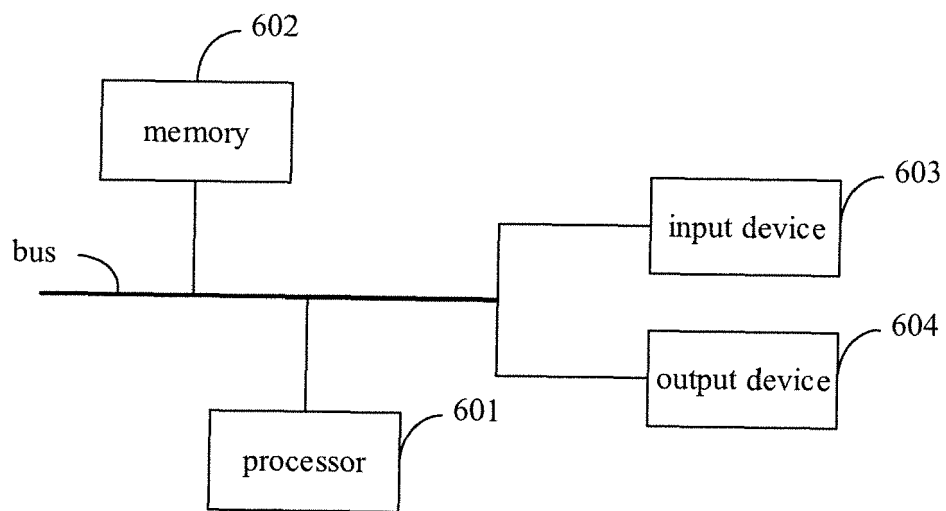 602
memory
603
input device
bus
604
output device
601
processor